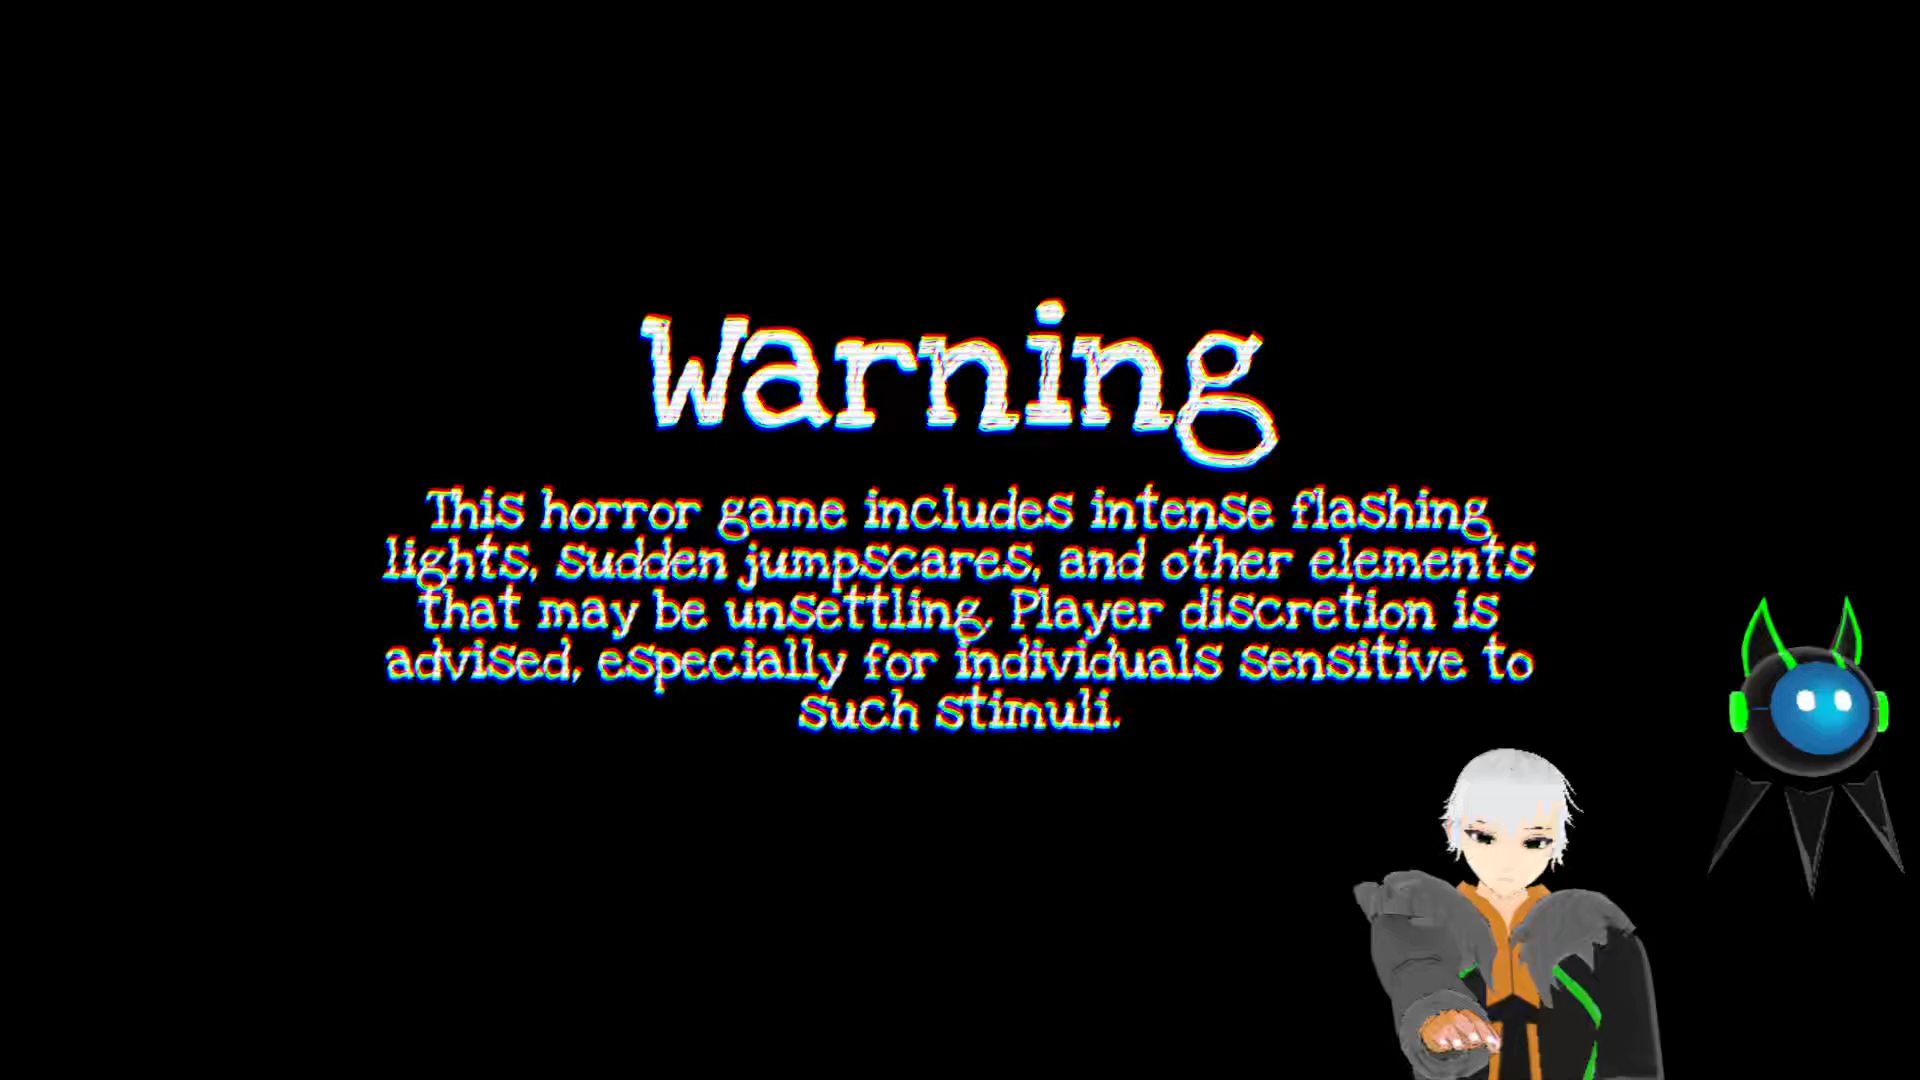 Warning
This horror game includes intense flashing
lights, sudden jumpscares, and other elements
that may be unsettling. Player discretion is
advised, especially for individuals sensitive to
such stimuli.